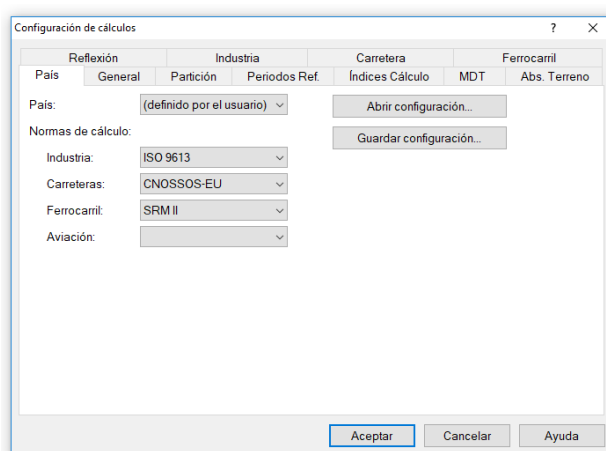 Configuración de cálculos ? ×
Reflexión Industria Carretera Ferrocarril
País General Partición Periodos Ref. Índices Cálculo MDT Abs. Terreno
País: (definido por el usuario) Abrir configuración...
Normas de cálculo: Guardar configuración...
Industria: ISO 9613
Carreteras: CNOSSOS-EU
Ferrocarril: SRM II
Aviación:
Aceptar Cancelar Ayuda